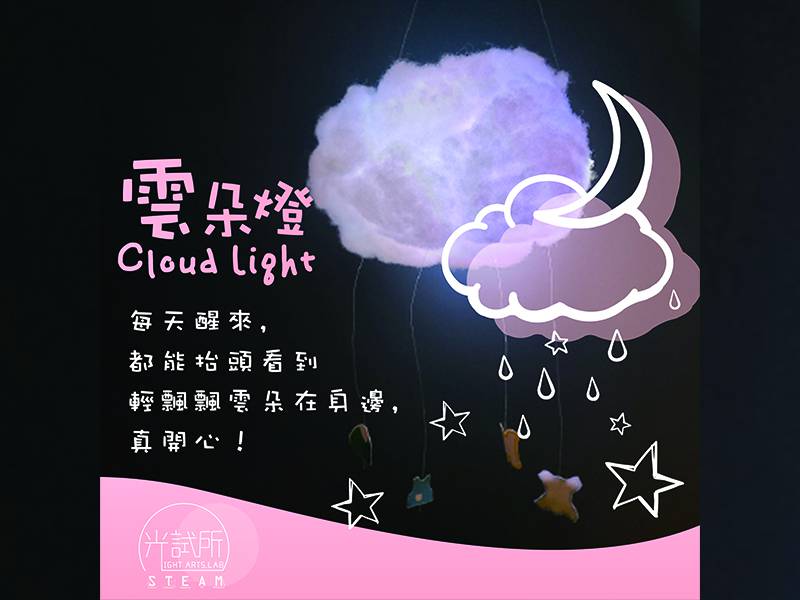 雲朵燈
Cloud light
每天醒來，
都能抬頭看到
輕飄飄雲朵在身邊，
真開心！
光試所
IGHT ARTS.LAB
STEAM